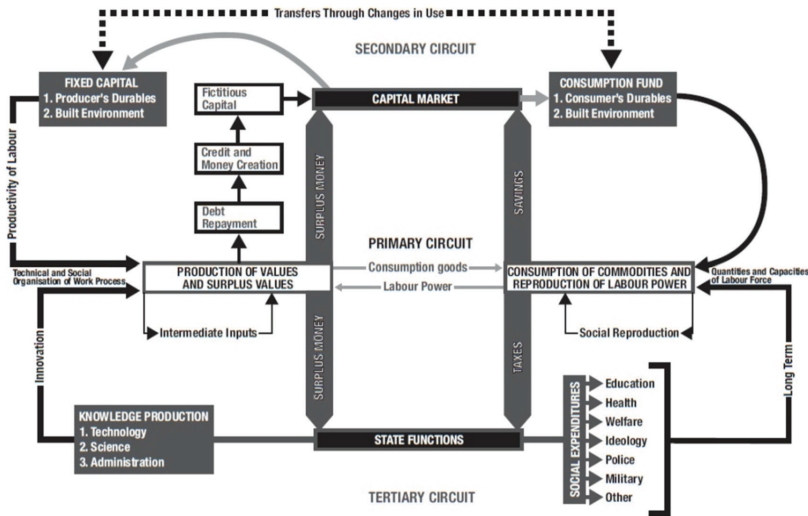 Transfers Through Changes in Use
SECONDARY CIRCUIT
FIXED CAPITAL
1. Producer's Durables
2. Built Environment
Fictitious
Capital
CAPITAL MARKET
CONSUMPTION FUND
1. Consumer's Durables
2. Built Environment
Productivity of Labour
Credit and
Money Creation
SURPLUS MONEY
SAVINGS
Debt
Repayment
PRIMARY CIRCUIT
Technical and Social
Organisation of Work Process
PRODUCTION OF VALUES
AND SURPLUS VALUES
Consumption goods
Labour Power
CONSUMPTION OF COMMODITIES AND
REPRODUCTION OF LABOUR POWER
Quantities and Capacities
of Labour Force
Intermediate Inputs
Social Reproduction
Innovation
SURPLUS MONEY
TAXES
Long Term
KNOWLEDGE PRODUCTION
1. Technology
2. Science
3. Administration
STATE FUNCTIONS
SOCIAL EXPENDITURES
Education
Health
Welfare
Ideology
Police
Military
Other
TERTIARY CIRCUIT